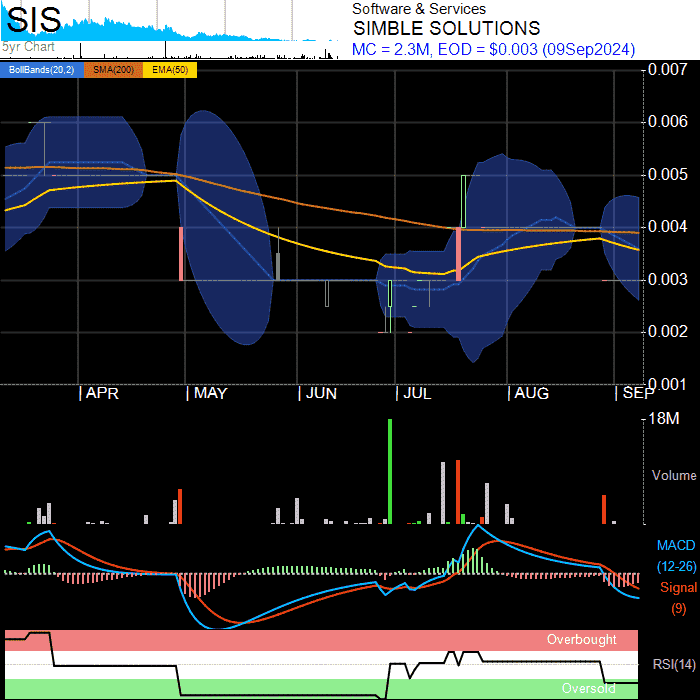 SIS
5yr Chart
Software & Services
SIMBLE SOLUTIONS
MC = 2.3M, EOD = $0.003 (09Sep2024)
BollBands(20,2) SMA(200) EMA(50)
0.007
0.006
0.005
0.004
0.003
0.002
0.001
APR MAY JUN JUL AUG SEP
18M
Volume
MACD
(12-26)
Signal
(9)
Overbought
RSI(14)
Oversold